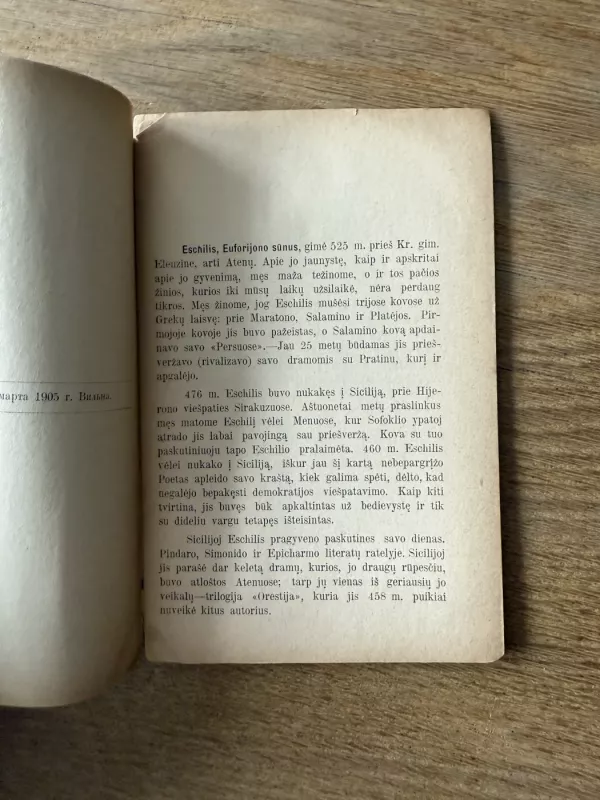 марта 1905 г. Вильна.
Eschilis, Euforijono sūnus, gimė 525 m. prieš Kr. gim.
Eleuzine, arti Atenų. Apie jo jaunystę, kaip ir apskritai
apie jo gyvenimą, męs maža težinome, o ir tos pačios
žinios, kurios iki mūsų laikų užsilaikė, nėra perdaug
tikros. Męs žinome, jog Eschilis mušėsi trijose kovose už
Grekų laisvę: prie Maratono, Salamino ir Platėjos. Pir-
mojoje kovoje jis buvo pažeistas, o Salamino kovą apdai-
navo savo «Persuose».—Jau 25 metų būdamas jis prieš-
veržavo (rivalizavo) savo dramomis su Pratinu, kurį ir
apgalėjo.
476 m. Eschilis buvo nukakęs į Siciliją, prie Hije-
rono viešpaties Sirakuzuose. Aštuonetai metų praslinkus
męs matome Eschilį vėlei Menuose, kur Sofoklio ypatoj
atrado jis labai pavojingą sau priešveržą. Kova su tuo
paskutiniuoju tapo Eschilio pralaimėta. 460 m. Eschilis
vėlei nukako į Siciliją, iškur jau šį kartą nebepargrįžo
Poetas apleido savo kraštą, kiek galima spėti, dėlto, kad
negalėjo bepakęsti demokratijos viešpatavimo. Kaip kiti
tvirtina, jis buvęs būk apkaltintas už bedievystę ir tik
su dideliu vargu tetapęs išteisintas.
Sicilijoj Eschilis pragyveno paskutines savo dienas.
Pindaro, Simonido ir Epicharmo literatų ratelyje. Sicilijoj
jis parašė dar keletą dramų, kurios, jo draugų rūpesčiu,
buvo atloštos Atenuose; tarp jų vienas iš geriausių jo
veikalų—trilogija «Orestija», kuria jis 458 m. puikiai
nuveikė kitus autorius.